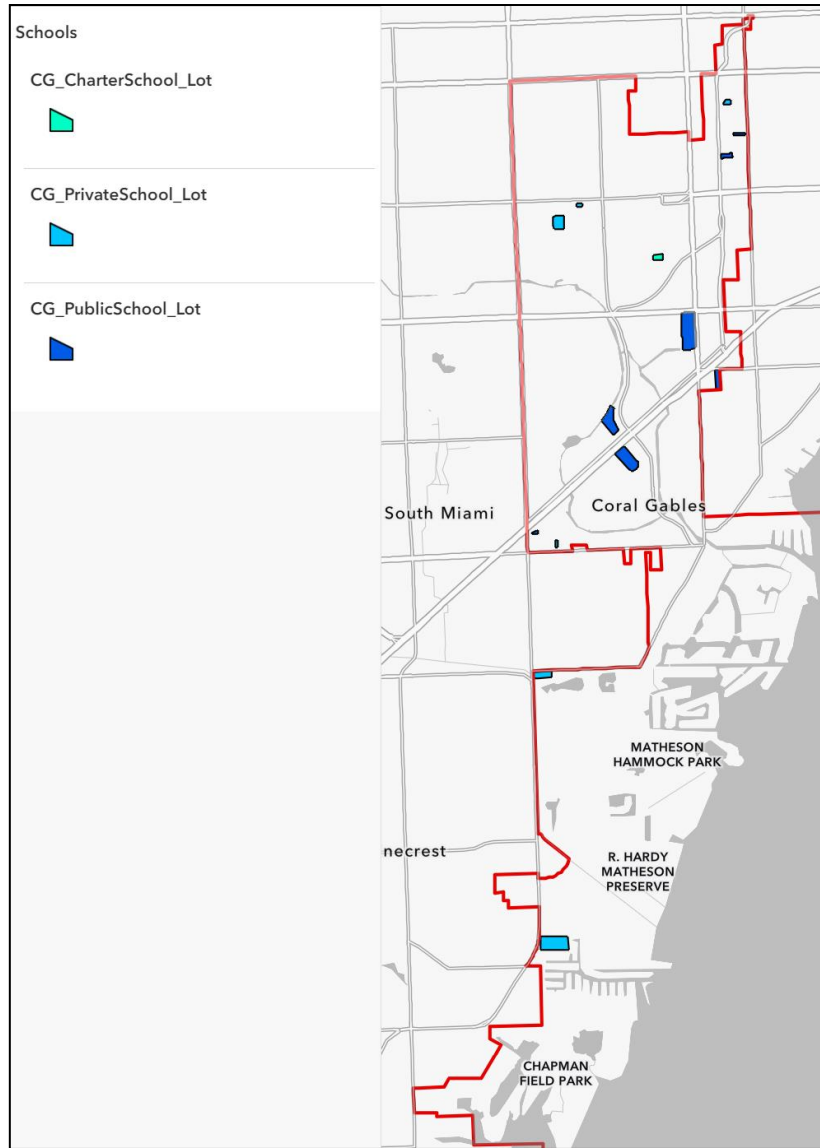 Schools
CG_CharterSchool_Lot
CG_PrivateSchool_Lot
CG_PublicSchool_Lot
South Miami
Coral Gables
MATHESON
HAMMOCK PARK
necrest
R. HARDY
MATHESON
PRESERVE
CHAPMAN
FIELD PARK